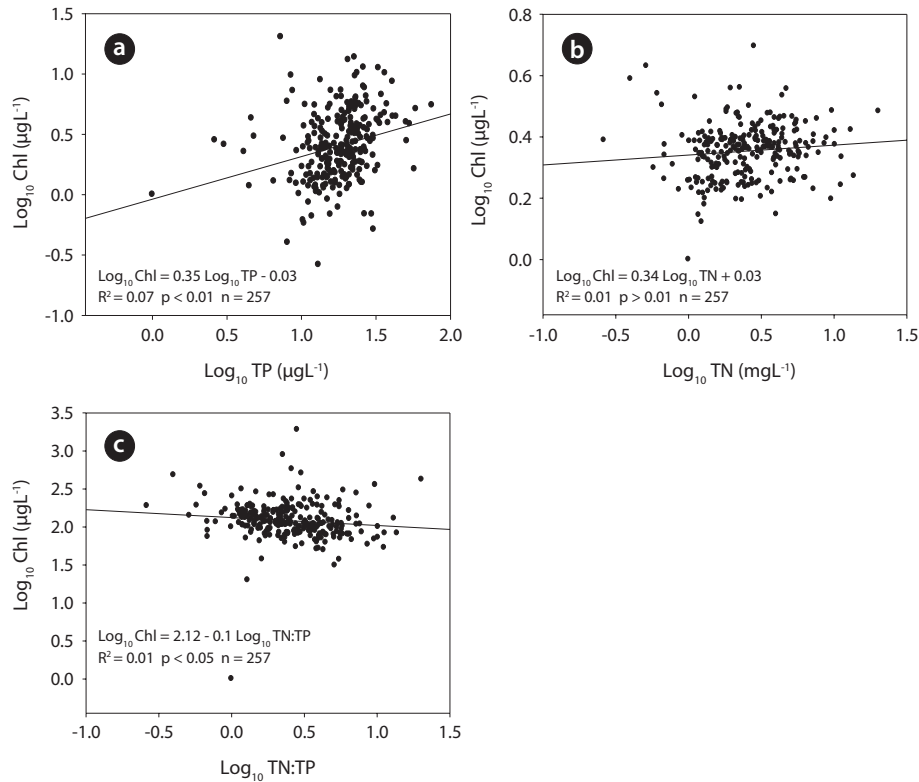 a
Log₁₀ Chl (µgL⁻¹)
1.5
1.0
0.5
0.0
-0.5
-1.0
Log₁₀ Chl = 0.35 Log₁₀ TP - 0.03
R² = 0.07 p < 0.01 n = 257
0.0 0.5 1.0 1.5 2.0
Log₁₀ TP (µgL⁻¹)
b
Log₁₀ Chl (µgL⁻¹)
0.8
0.6
0.4
0.2
0.0
Log₁₀ Chl = 0.34 Log₁₀ TN + 0.03
R² = 0.01 p > 0.01 n = 257
-1.0 -0.5 0.0 0.5 1.0 1.5
Log₁₀ TN (mgL⁻¹)
c
Log₁₀ Chl (µgL⁻¹)
3.5
3.0
2.5
2.0
1.5
1.0
0.5
0.0
Log₁₀ Chl = 2.12 - 0.1 Log₁₀ TN:TP
R² = 0.01 p < 0.05 n = 257
-1.0 -0.5 0.0 0.5 1.0 1.5
Log₁₀ TN:TP